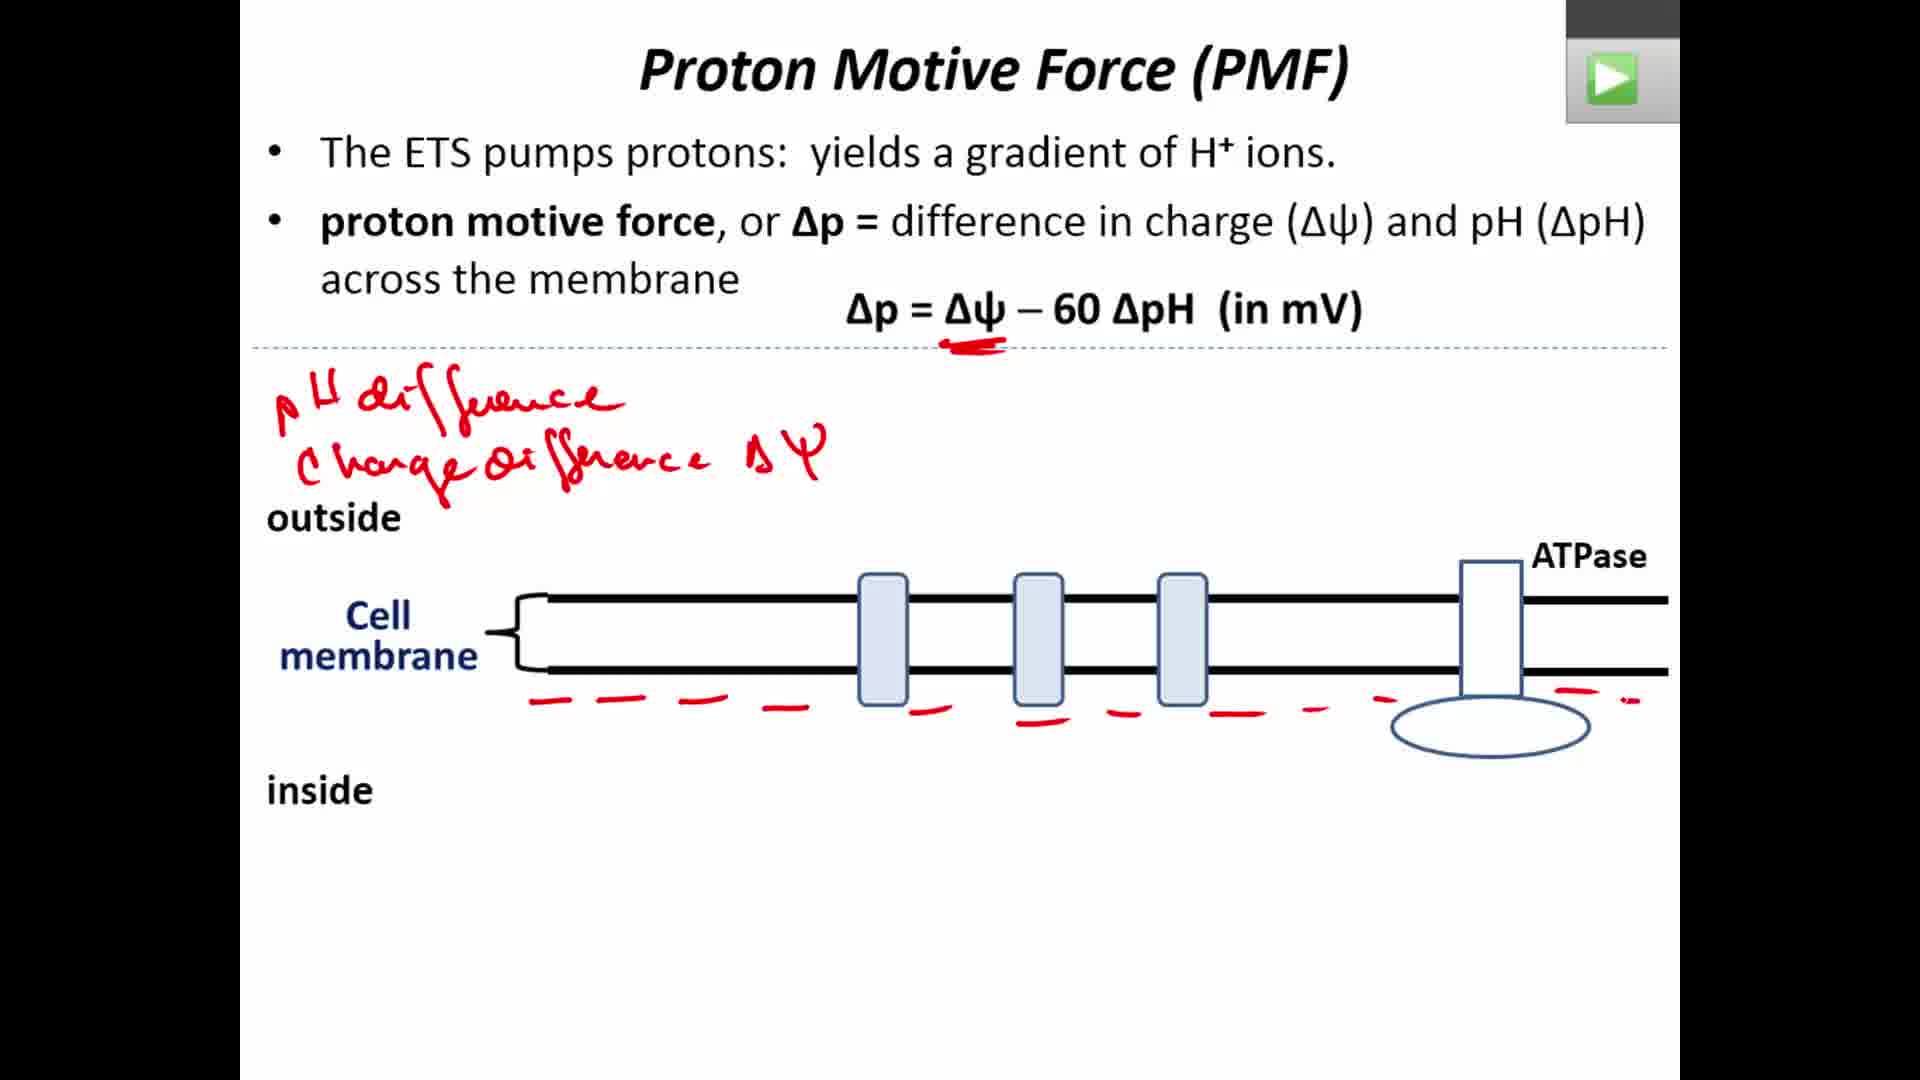 Proton Motive Force (PMF)
• The ETS pumps protons: yields a gradient of H⁺ ions.
• proton motive force, or Δp = difference in charge (Δψ) and pH (ΔpH)
across the membrane
Δp = Δψ – 60 ΔpH (in mV)
pH difference
Charge difference Δψ
outside
ATPase
Cell
membrane
inside